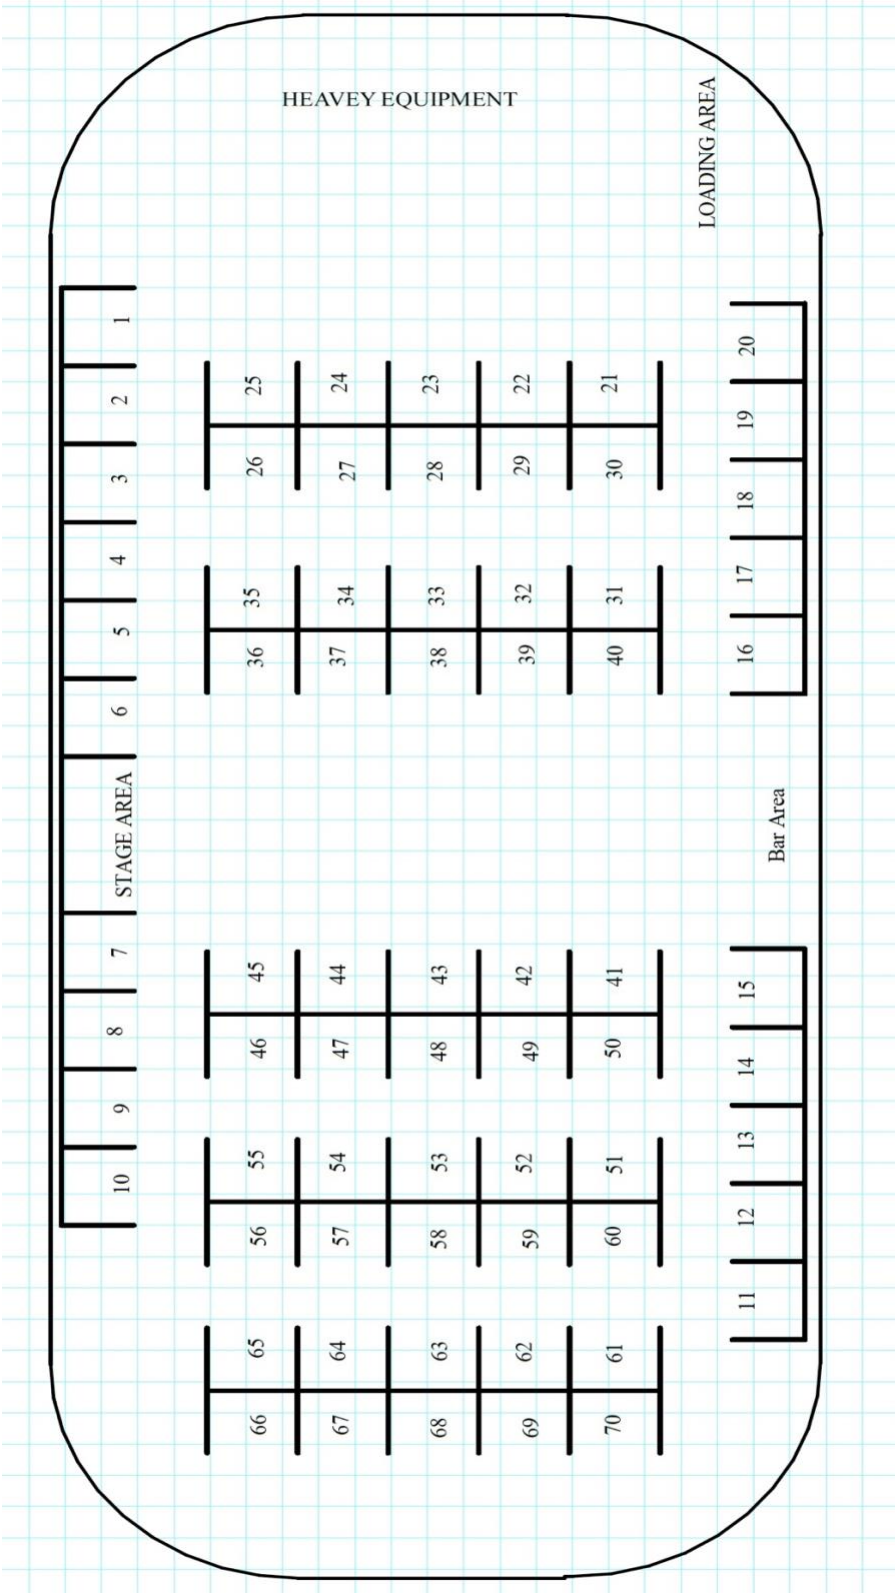 HEAVEY EQUIPMENT
LOADING AREA
1
2
3
4
5
6
STAGE AREA
7
8
9
10
25 24 23 22 21
26 27 28 29 30
35 34 33 32 31
36 37 38 39 40
45 44 43 42 41
46 47 48 49 50
55 54 53 52 51
56 57 58 59 60
65 64 63 62 61
66 67 68 69 70
20
19
18
17
16
Bar Area
15
14
13
12
11